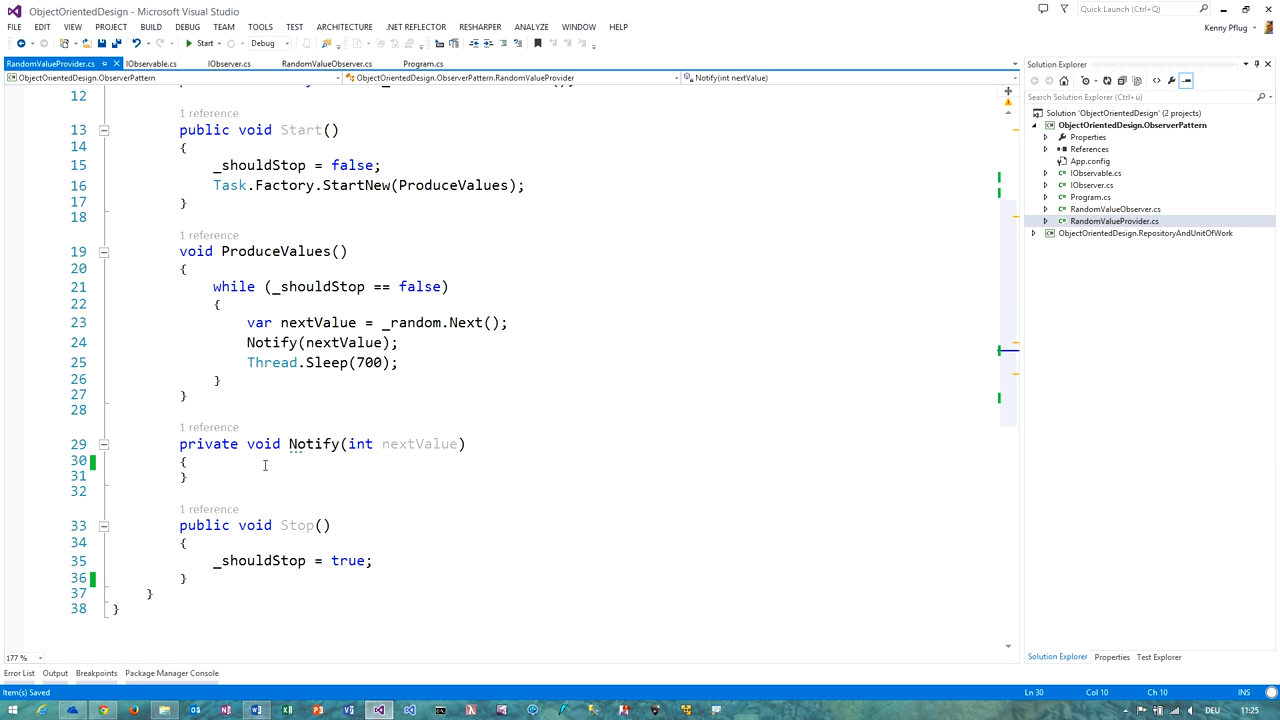 ObjectOrientedDesign - Microsoft Visual Studio
Quick Launch (Ctrl+Q)
FILE EDIT VIEW PROJECT BUILD DEBUG TEAM TOOLS TEST ARCHITECTURE .NET REFLECTOR RESHARPER ANALYZE WINDOW HELP
Kenny Pflug
Start Debug
RandomValueProvider.cs IObservable.cs IObserver.cs RandomValueObserver.cs Program.cs
ObjectOrientedDesign.ObserverPattern ObjectOrientedDesign.ObserverPattern.RandomValueProvider Notify(int nextValue)
12
1 reference
13 public void Start()
14 {
15 _shouldStop = false;
16 Task.Factory.StartNew(ProduceValues);
17 }
18
1 reference
19 void ProduceValues()
20 {
21 while (_shouldStop == false)
22 {
23 var nextValue = _random.Next();
24 Notify(nextValue);
25 Thread.Sleep(700);
26 }
27 }
28
1 reference
29 private void Notify(int nextValue)
30 {
31 }
32
1 reference
33 public void Stop()
34 {
35 _shouldStop = true;
36 }
37 }
38 }
177 %
Solution Explorer
Search Solution Explorer (Ctrl+ü)
Solution 'ObjectOrientedDesign' (2 projects)
ObjectOrientedDesign.ObserverPattern
Properties
References
App.config
IObservable.cs
IObserver.cs
Program.cs
RandomValueObserver.cs
RandomValueProvider.cs
ObjectOrientedDesign.RepositoryAndUnitOfWork
Solution Explorer Properties Test Explorer
Error List Output Breakpoints Package Manager Console
Item(s) Saved Ln 30 Col 10 Ch 10 INS
DEU 11:25